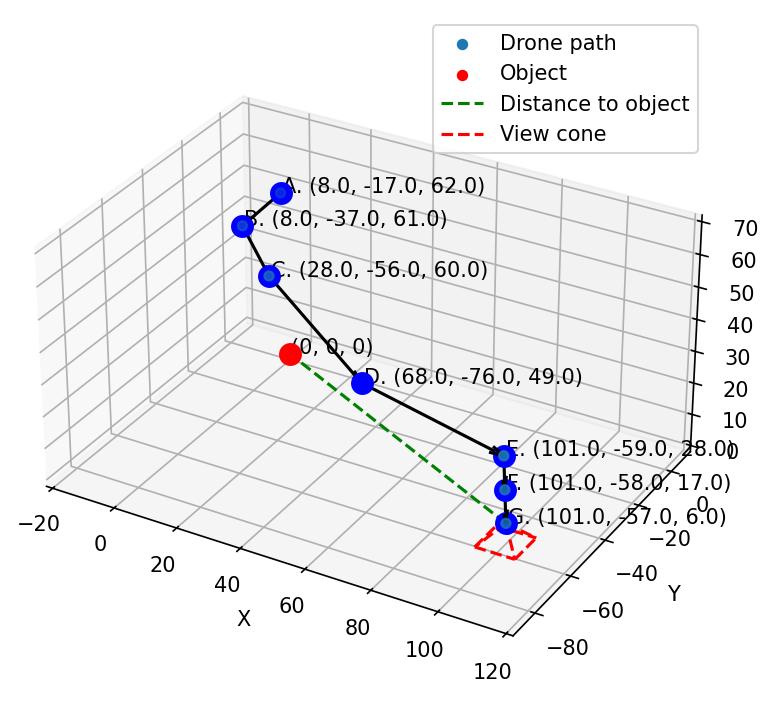 Drone path
Object
Distance to object
View cone
A. (8.0, -17.0, 62.0)
B. (8.0, -37.0, 61.0)
C. (28.0, -56.0, 60.0)
(0, 0, 0)
D. (68.0, -76.0, 49.0)
E. (101.0, -59.0, 28.0)
F. (101.0, -58.0, 17.0)
G. (101.0, -57.0, 6.0)
70
60
50
40
30
20
10
0
0
−20
−40
−60
−80
Y
−20
0
20
40
60
80
100
120
X